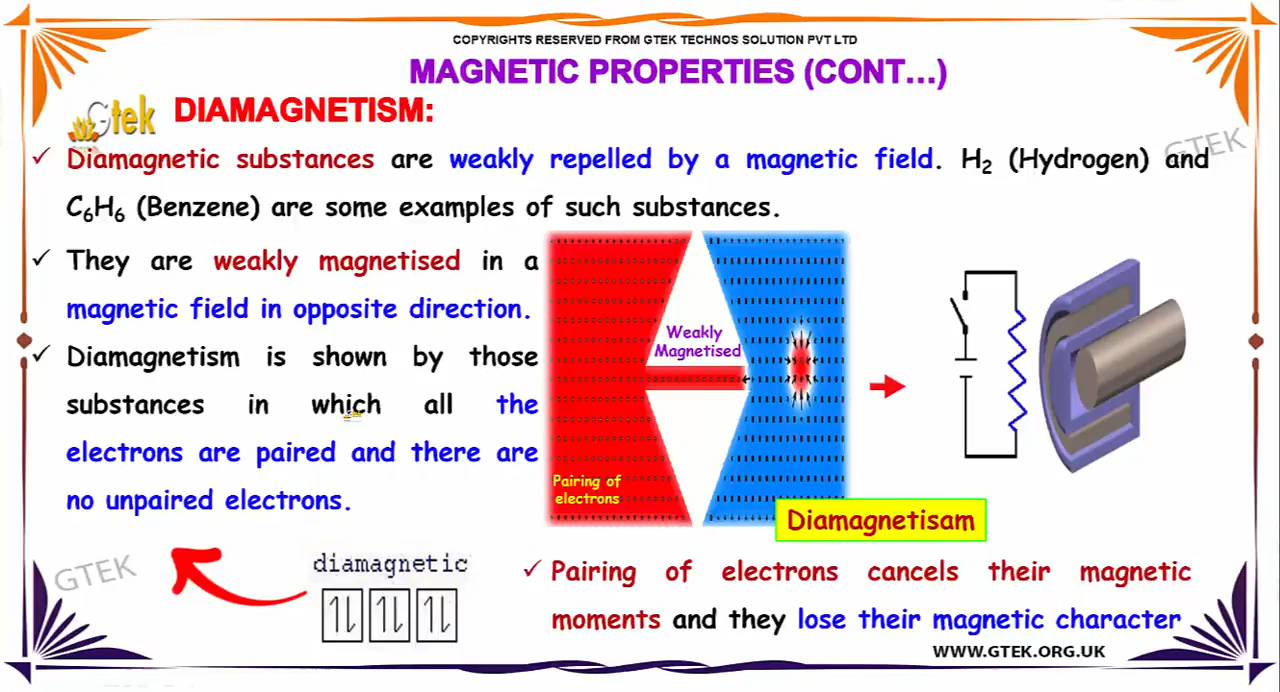 COPYRIGHTS RESERVED FROM GTEK TECHNOS SOLUTION PVT LTD
MAGNETIC PROPERTIES (CONT...)
Gtek
DIAMAGNETISM:
GTEK
✓ Diamagnetic substances are weakly repelled by a magnetic field. H₂ (Hydrogen) and
C₆H₆ (Benzene) are some examples of such substances.
✓ They are weakly magnetised in a
magnetic field in opposite direction.
✓ Diamagnetism is shown by those
substances in which all the
electrons are paired and there are
no unpaired electrons.
Weakly
Magnetised
Pairing of
electrons
Diamagnetisam
GTEK
diamagnetic
✓ Pairing of electrons cancels their magnetic
moments and they lose their magnetic character
WWW.GTEK.ORG.UK